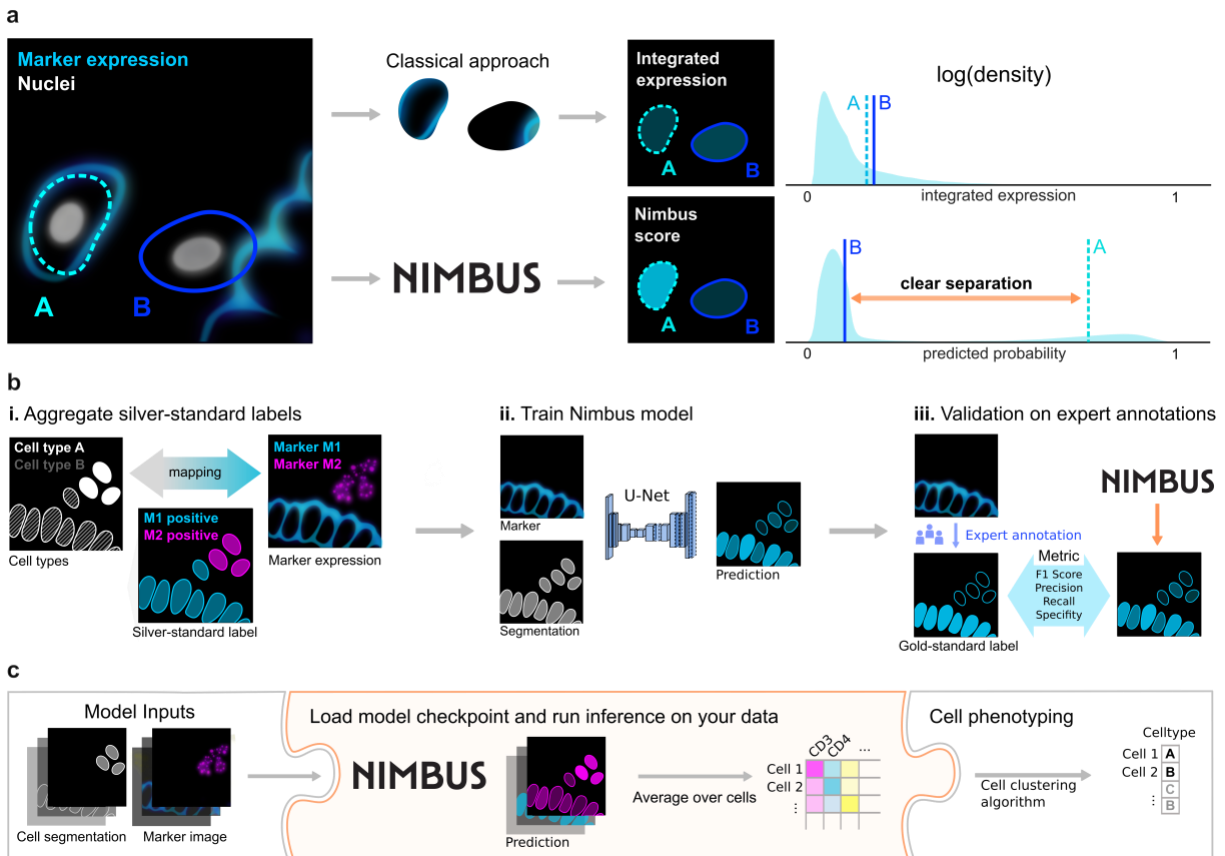 a
Marker expression
Nuclei
A
B
Classical approach
NIMBUS
Integrated
expression
A
B
Nimbus
score
A
B
log(density)
A
B
0
integrated expression
1
B
A
clear separation
0
predicted probability
1
b
i. Aggregate silver-standard labels
Cell type A
Cell type B
Cell types
mapping
Marker M1
Marker M2
Marker expression
M1 positive
M2 positive
Silver-standard label
ii. Train Nimbus model
Marker
Segmentation
U-Net
Prediction
iii. Validation on expert annotations
NIMBUS
Expert annotation
Metric
F1 Score
Precision
Recall
Specifity
Gold-standard label
c
Model Inputs
Cell segmentation
Marker image
Load model checkpoint and run inference on your data
NIMBUS
Prediction
Average over cells
CD3
CD4
...
Cell 1
Cell 2
⋮
Cell phenotyping
Cell clustering
algorithm
Celltype
Cell 1 A
Cell 2 B
⋮ C
B